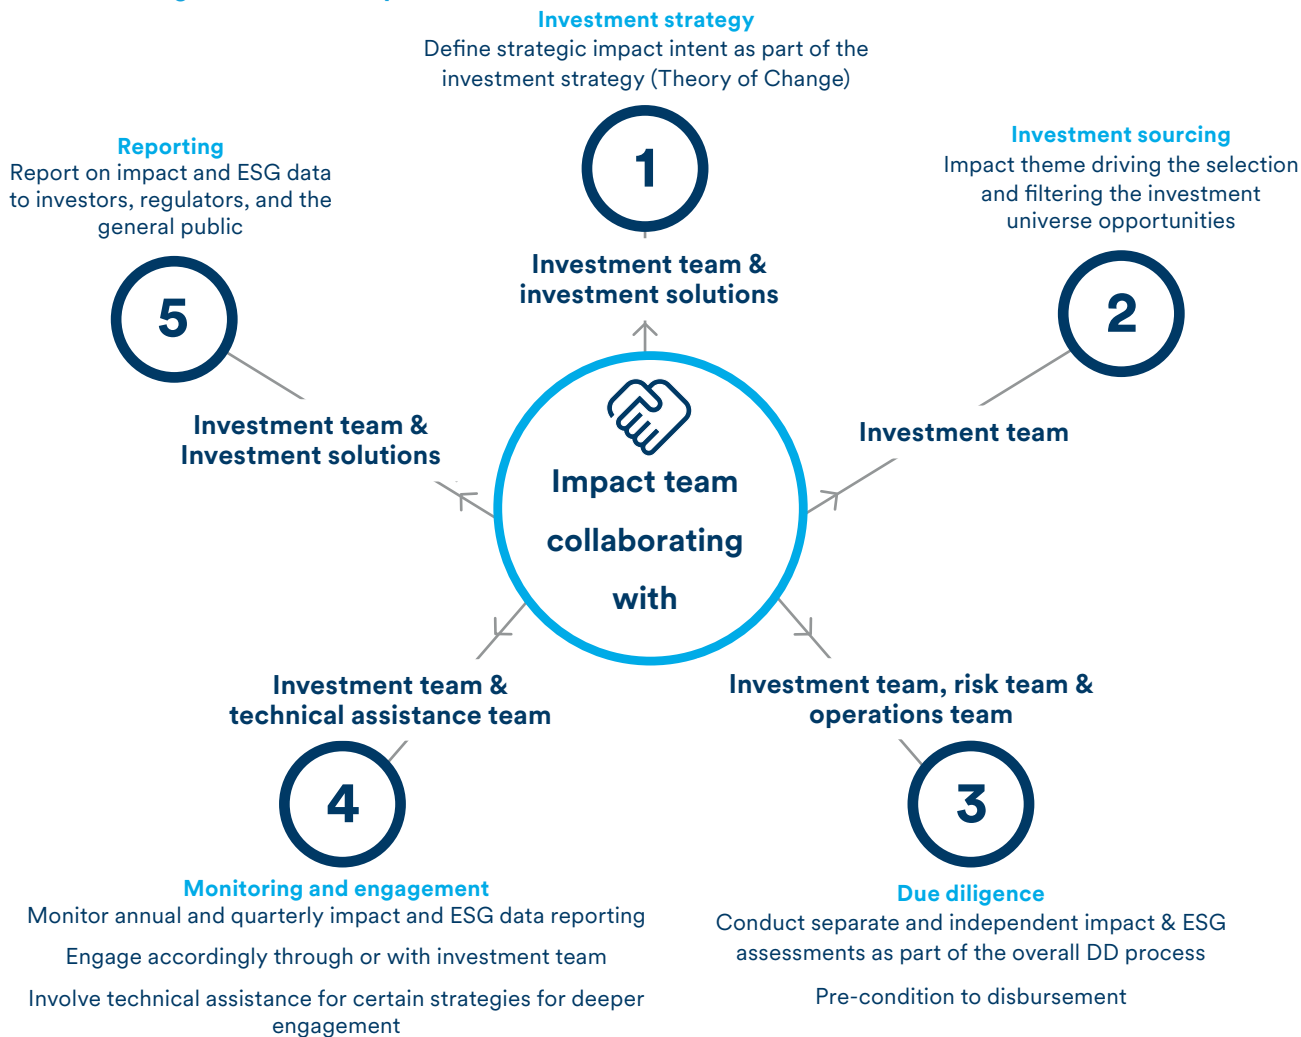 Investment strategy
Define strategic impact intent as part of the
investment strategy (Theory of Change)
1
Investment team &
investment solutions
Investment sourcing
Impact theme driving the selection
and filtering the investment
universe opportunities
2
Investment team
Reporting
Report on impact and ESG data
to investors, regulators, and the
general public
5
Investment team &
Investment solutions
Impact team
collaborating
with
Investment team &
technical assistance team
4
Monitoring and engagement
Monitor annual and quarterly impact and ESG data reporting
Engage accordingly through or with investment team
Involve technical assistance for certain strategies for deeper
engagement
Investment team, risk team &
operations team
3
Due diligence
Conduct separate and independent impact & ESG
assessments as part of the overall DD process
Pre-condition to disbursement